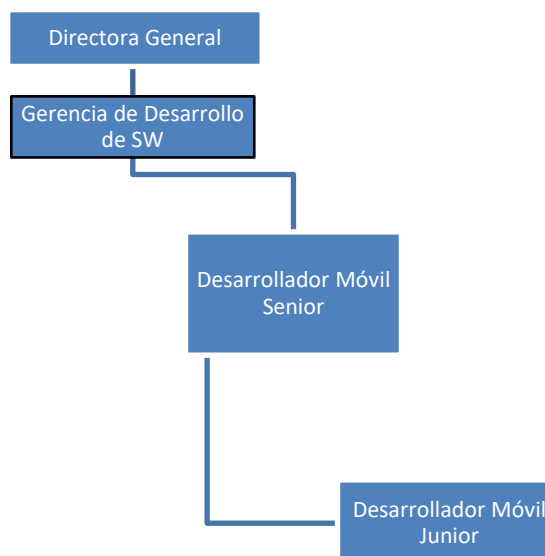 Directora General
Gerencia de Desarrollo
de SW
Desarrollador Móvil
Senior
Desarrollador Móvil
Junior